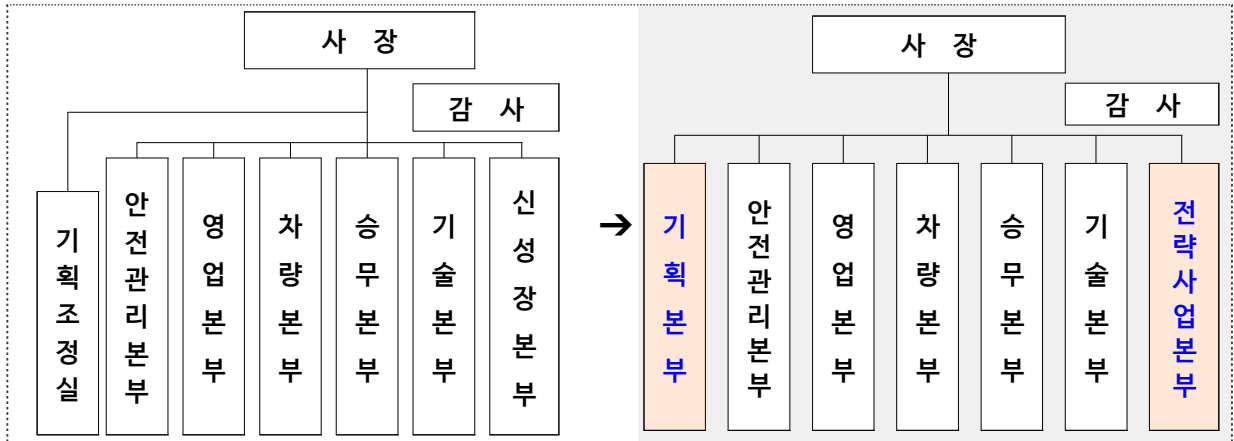 사 장
감 사
기획조정실
안전관리본부
영업본부
차량본부
승무본부
기술본부
신성장본부
➔
사 장
감 사
기획본부
안전관리본부
영업본부
차량본부
승무본부
기술본부
전략사업본부